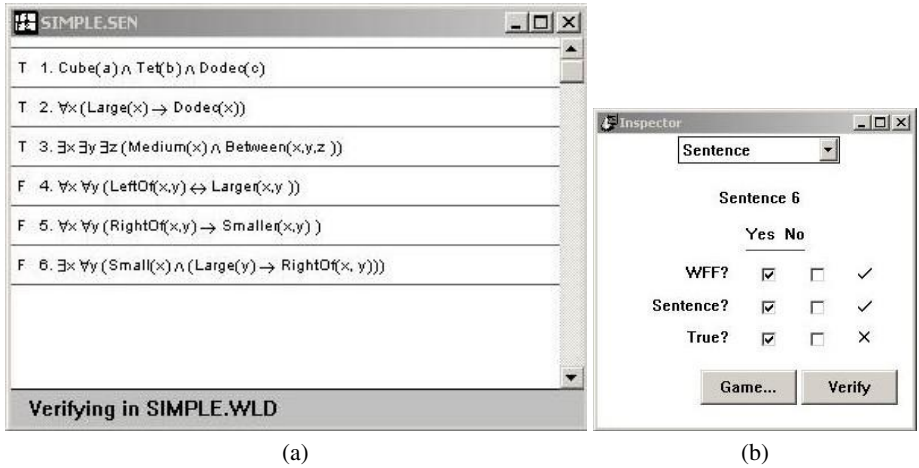 SIMPLE.SEN
T 1. Cube(a) ∧ Tet(b) ∧ Dodec(c)
T 2. ∀x (Large(x) → Dodec(x))
T 3. ∃x ∃y ∃z (Medium(x) ∧ Between(x,y,z ))
F 4. ∀x ∀y (LeftOf(x,y) ↔ Larger(x,y ))
F 5. ∀x ∀y (RightOf(x,y) → Smaller(x,y) )
F 6. ∃x ∀y (Small(x) ∧ (Large(y) → RightOf(x, y)))
Verifying in SIMPLE.WLD
(a)
Inspector
Sentence
Sentence 6
Yes No
WFF?
Sentence?
True?
Game... Verify
(b)